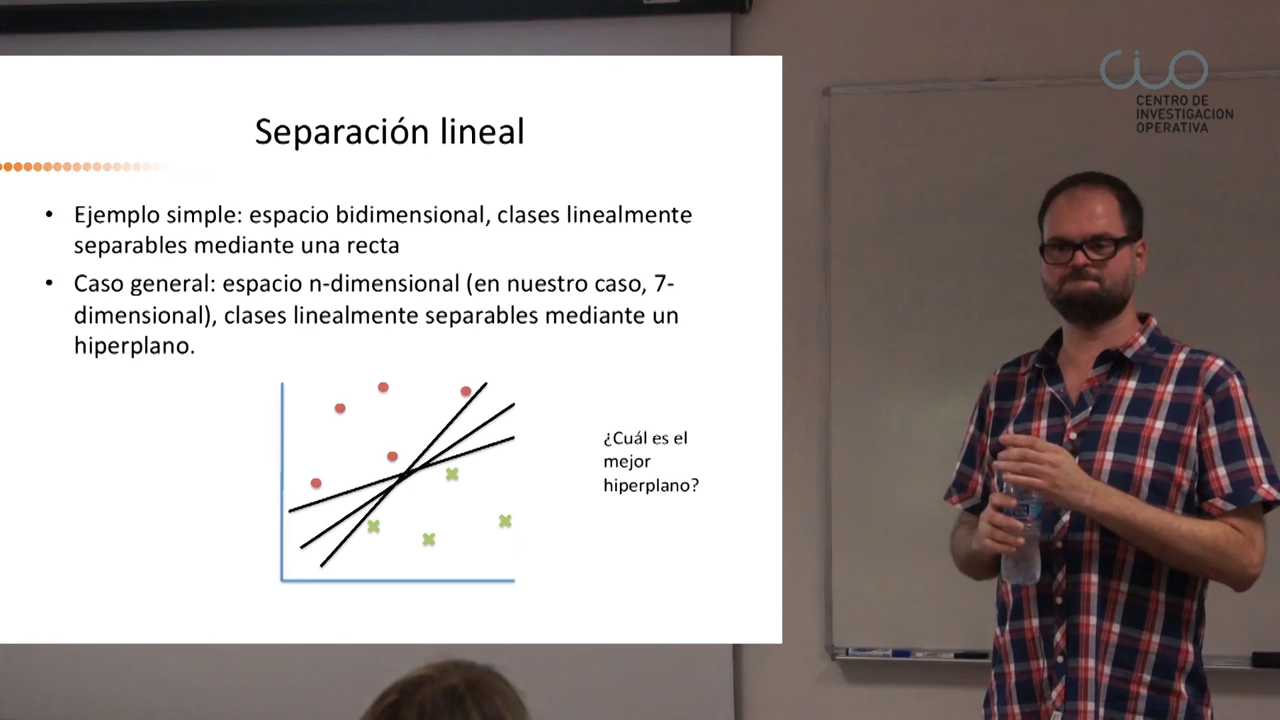 Separación lineal
• Ejemplo simple: espacio bidimensional, clases linealmente
separables mediante una recta
• Caso general: espacio n-dimensional (en nuestro caso, 7-
dimensional), clases linealmente separables mediante un
hiperplano.
¿Cuál es el
mejor
hiperplano?
cio
CENTRO DE
INVESTIGACION
OPERATIVA